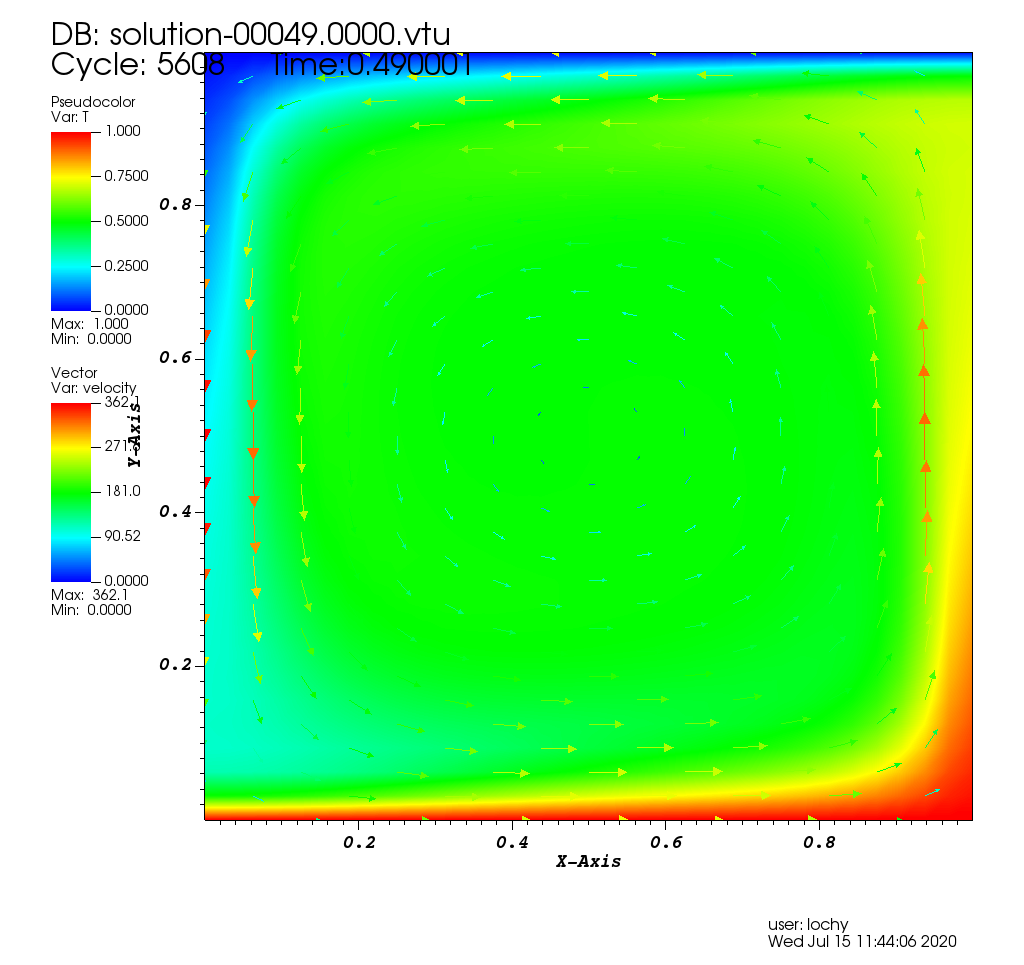 DB: solution-00049.0000.vtu
Cycle: 5608 Time:0.490001
Pseudocolor
Var: T
1.000
0.7500
0.5000
0.2500
0.0000
Max: 1.000
Min: 0.0000
Vector
Var: velocity
362.1
271.6
181.0
90.52
0.0000
Max: 362.1
Min: 0.0000
Y-Axis
0.8
0.6
0.4
0.2
0.2 0.4 0.6 0.8
X-Axis
user: lochy
Wed Jul 15 11:44:06 2020